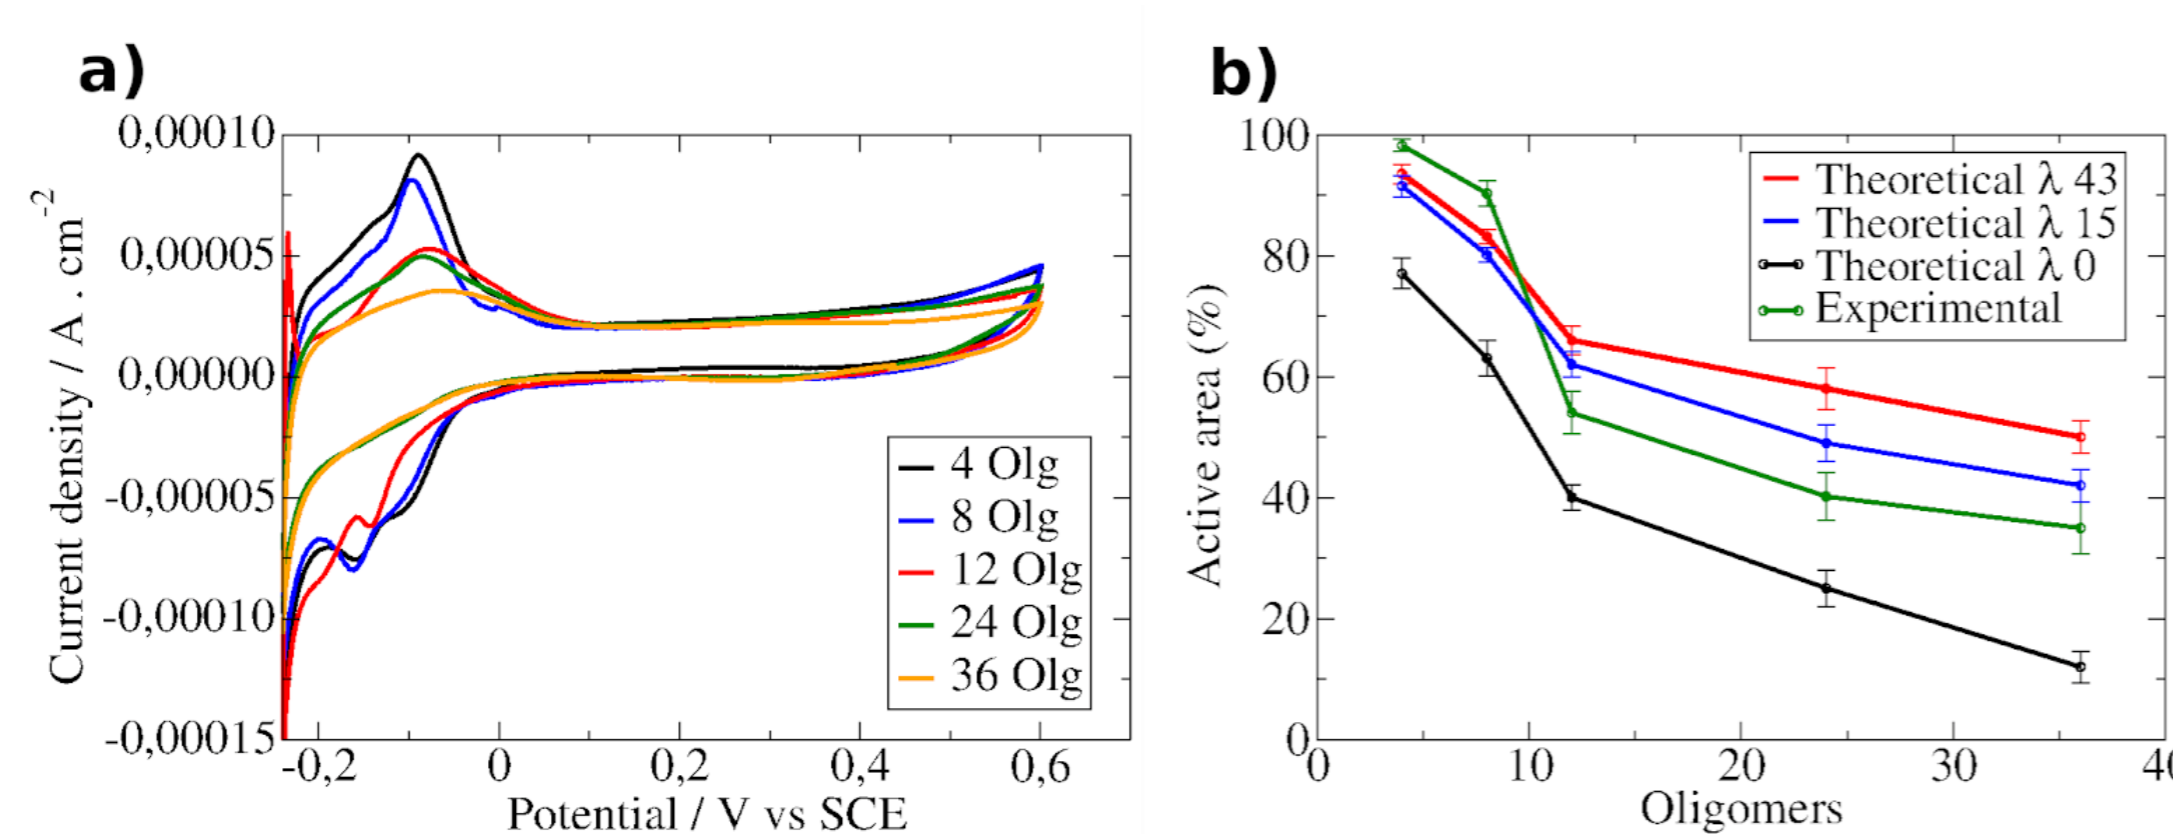 a)
0,00010
0,00005
0,00000
-0,00005
-0,00010
-0,00015
Current density / A . cm-2
-0,2 0 0,2 0,4 0,6
Potential / V vs SCE
4 Olg
8 Olg
12 Olg
24 Olg
36 Olg
b)
100
80
60
40
20
0
Active area (%)
0 10 20 30 40
Oligomers
Theoretical λ 43
Theoretical λ 15
Theoretical λ 0
Experimental